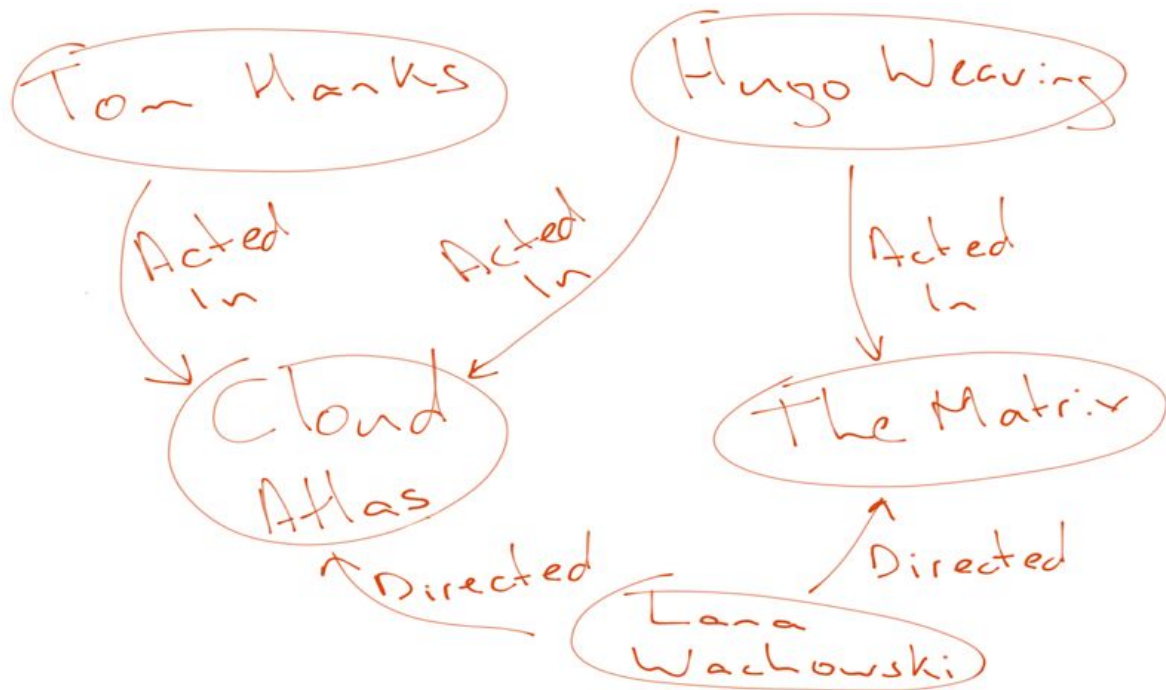 Tom Hanks
Hugo Weaving
Acted
In
Acted
In
Acted
In
Cloud
Atlas
The Matrix
Directed
Directed
Lana
Wachowski